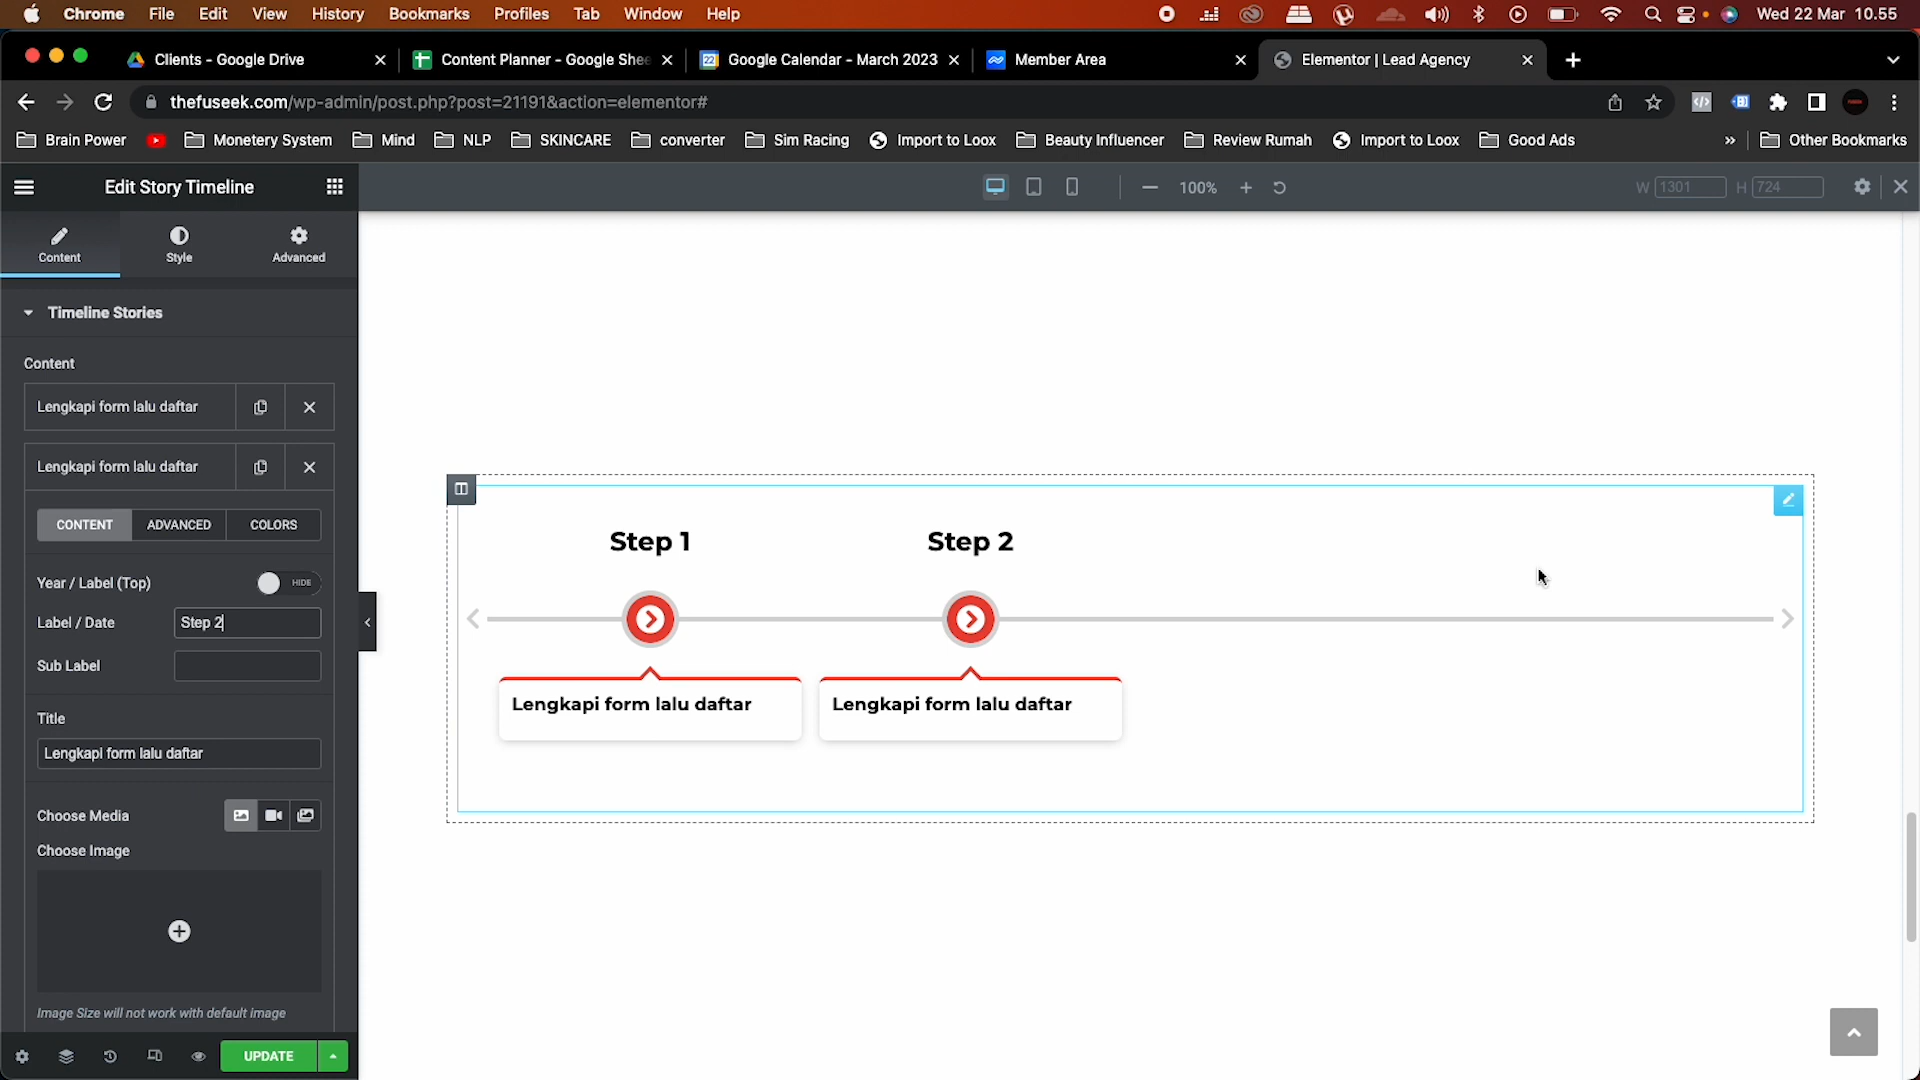 Chrome File Edit View History Bookmarks Profiles Tab Window Help Wed 22 Mar 10.55
Clients - Google Drive Content Planner - Google Shee 22 Google Calendar - March 2023 Member Area Elementor | Lead Agency
thefuseek.com/wp-admin/post.php?post=21191&action=elementor#
Brain Power Monetery System Mind NLP SKINCARE converter Sim Racing Import to Loox Beauty Influencer Review Rumah Import to Loox Good Ads » Other Bookmarks
Edit Story Timeline 100% W 1301 H 724
Content Style Advanced
Timeline Stories
Content
Lengkapi form lalu daftar
Lengkapi form lalu daftar
CONTENT ADVANCED COLORS
Year / Label (Top) HIDE
Label / Date Step 2
Sub Label
Title
Lengkapi form lalu daftar
Choose Media
Choose Image
Image Size will not work with default image
UPDATE
Step 1 Step 2
Lengkapi form lalu daftar Lengkapi form lalu daftar